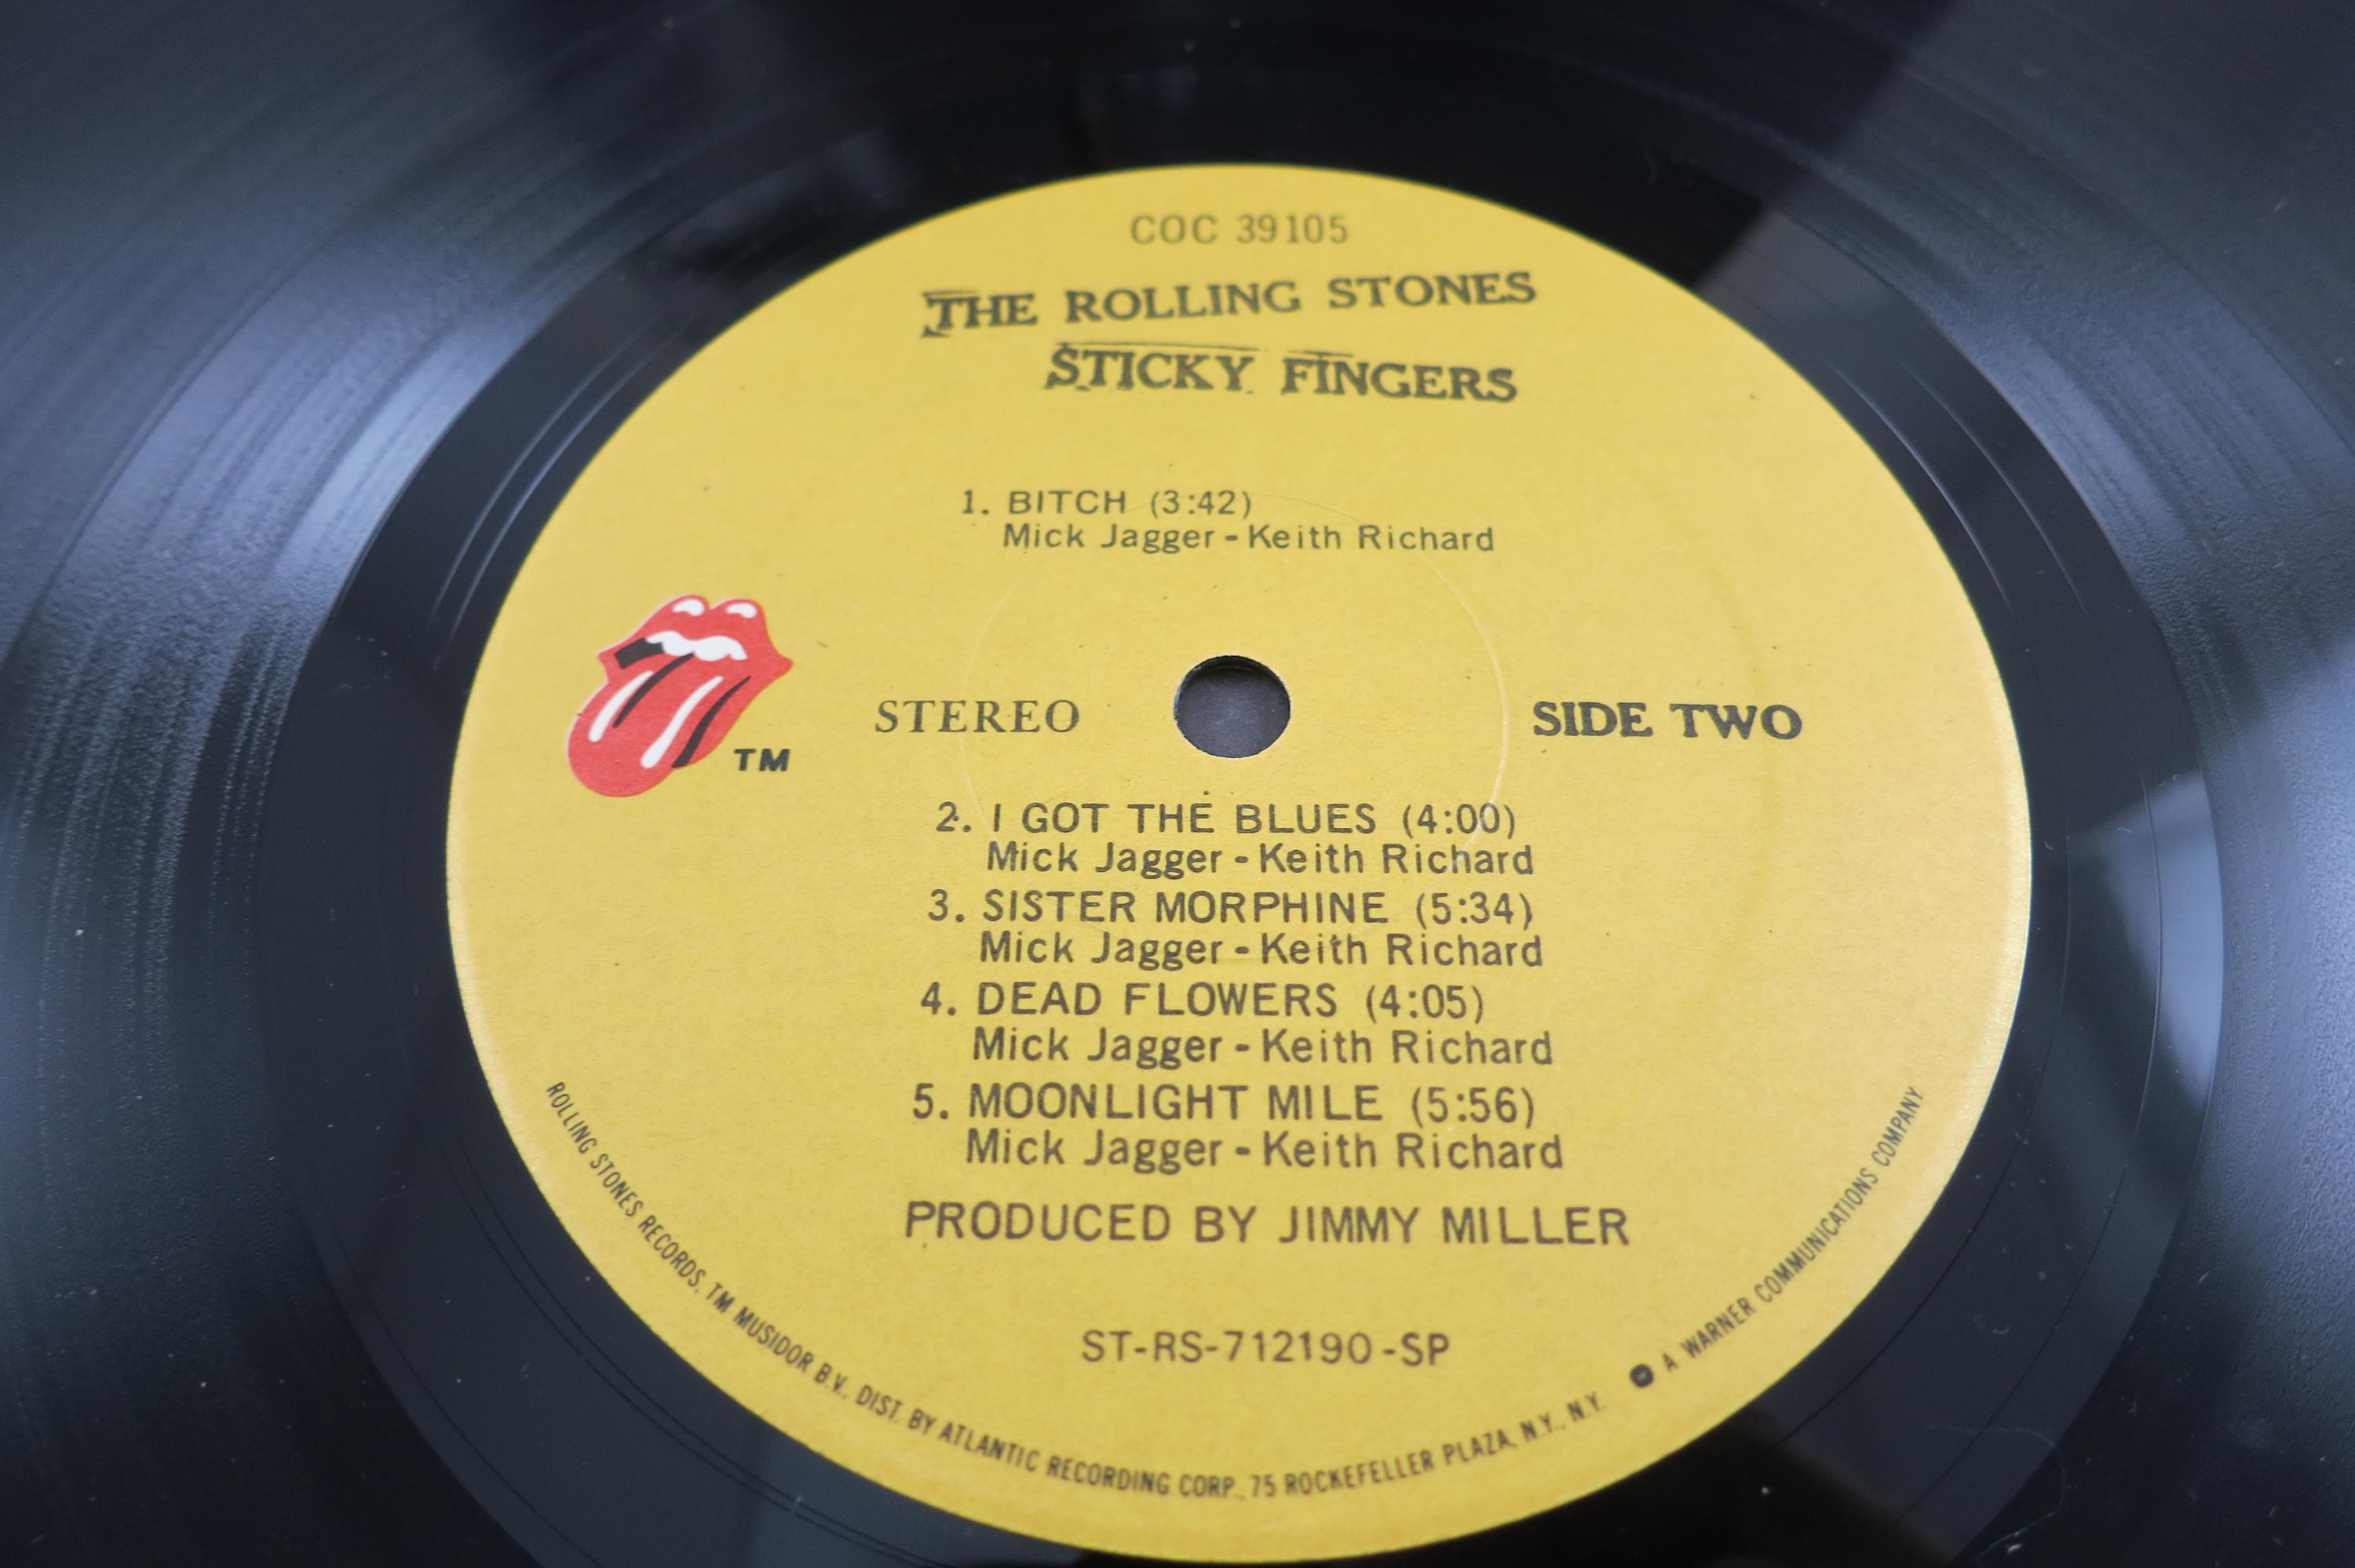 COC 39105
THE ROLLING STONES
STICKY FINGERS
1. BITCH (3:42)
Mick Jagger - Keith Richard
TM
STEREO
SIDE TWO
2. I GOT THE BLUES (4:00)
Mick Jagger - Keith Richard
3. SISTER MORPHINE (5:34)
Mick Jagger - Keith Richard
4. DEAD FLOWERS (4:05)
Mick Jagger - Keith Richard
5. MOONLIGHT MILE (5:56)
Mick Jagger - Keith Richard
PRODUCED BY JIMMY MILLER
ST-RS-712190-SP
ROLLING STONES RECORDS, TM MUSIDOR B.V., DIST. BY ATLANTIC RECORDING CORP., 75 ROCKEFELLER PLAZA, N.Y., N.Y. A WARNER COMMUNICATIONS COMPANY